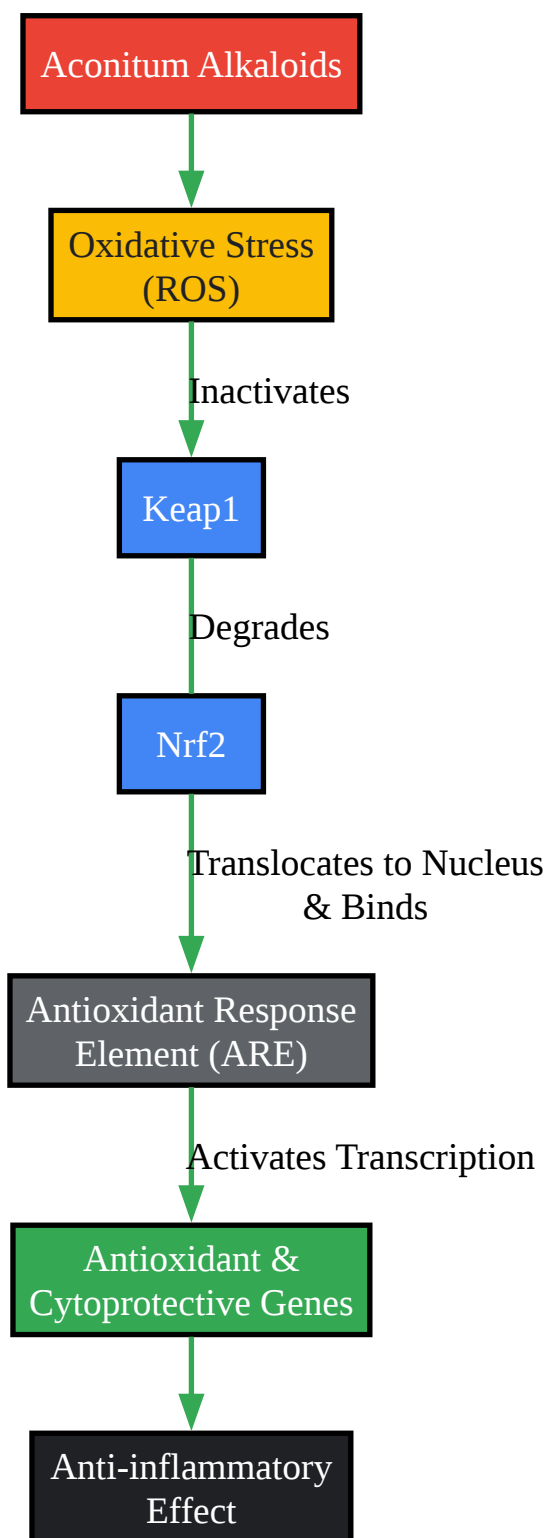 Aconitum Alkaloids
Oxidative Stress
(ROS)
Inactivates
Keap1
Degrades
Nrf2
Translocates to Nucleus
& Binds
Antioxidant Response
Element (ARE)
Activates Transcription
Antioxidant &
Cytoprotective Genes
Anti-inflammatory
Effect